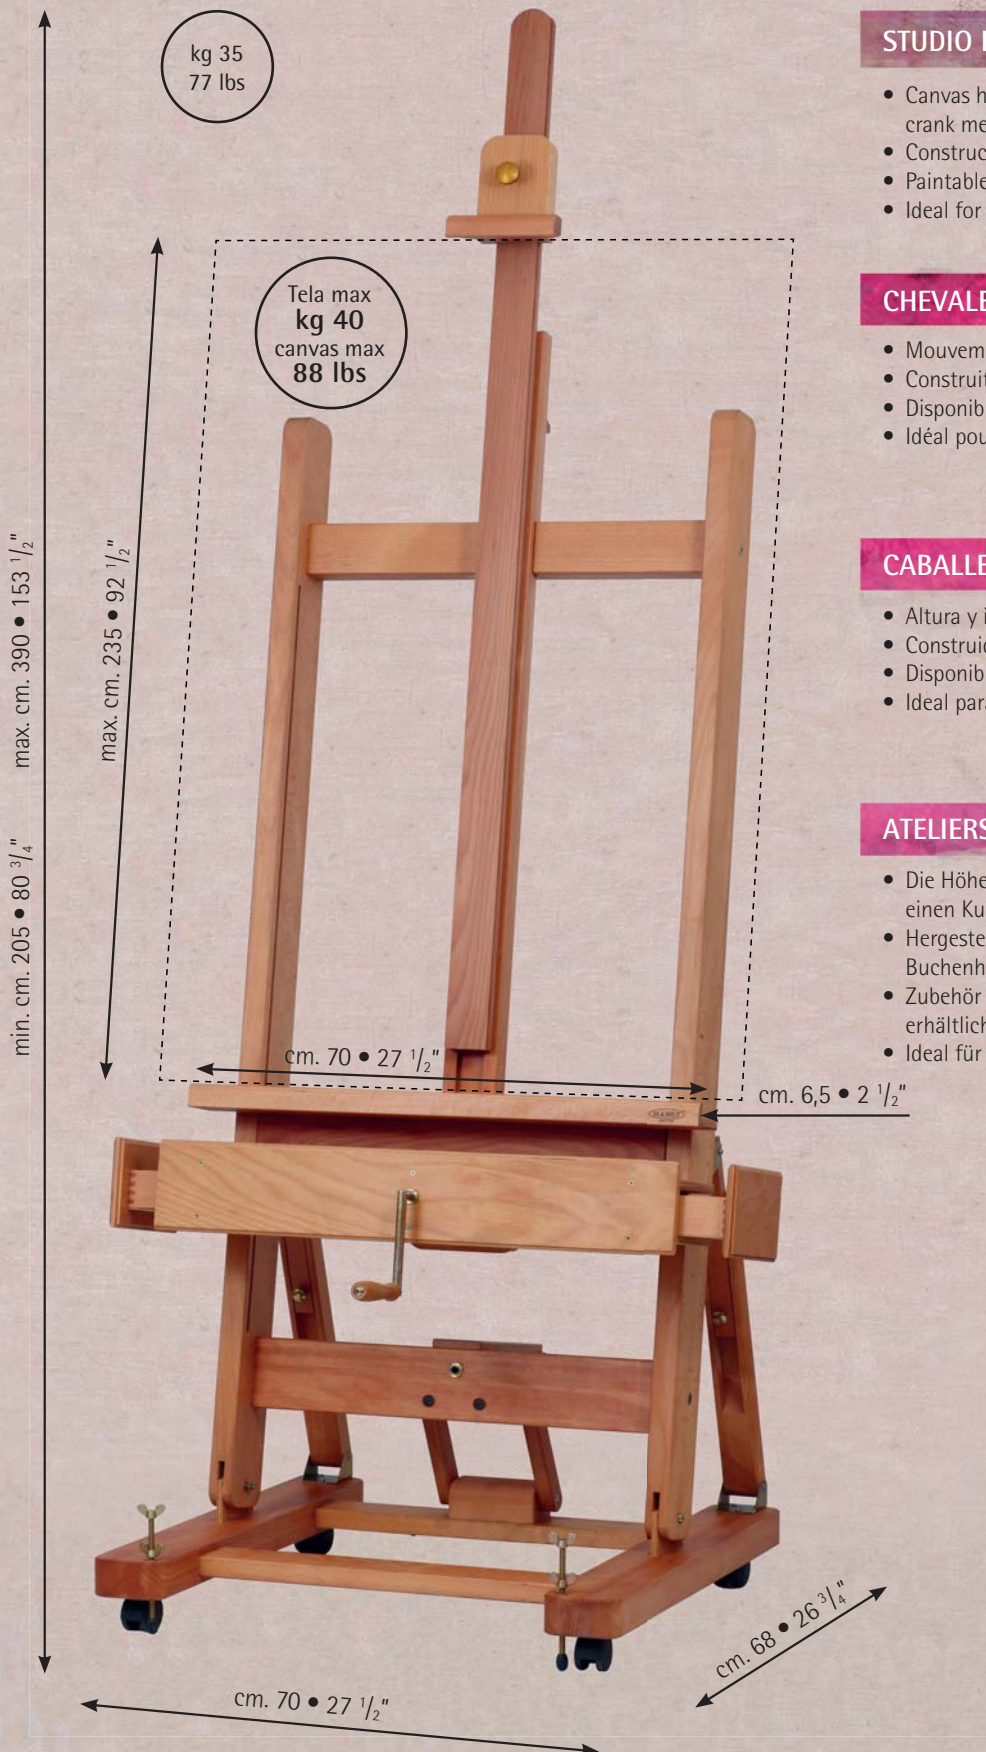 kg 35
77 lbs
Tela max
kg 40
canvas max
88 lbs
min. cm. 205 • 80 3/4" max. cm. 390 • 153 1/2"
max. cm. 235 • 92 1/2"
cm. 70 • 27 1/2"
cm. 6,5 • 2 1/2"
cm. 68 • 26 3/4"
cm. 70 • 27 1/2"
STUDIO
• Canvas h
crank me
• Construc
• Paintable
• Ideal for
CHEVALE
• Mouvem
• Construit
• Disponib
• Idéal pou
CABALLE
• Altura y i
• Construid
• Disponib
• Ideal para
ATELIERS
• Die Höhe
einen Ku
• Hergeste
Buchenh
• Zubehör
erhältlich
• Ideal für